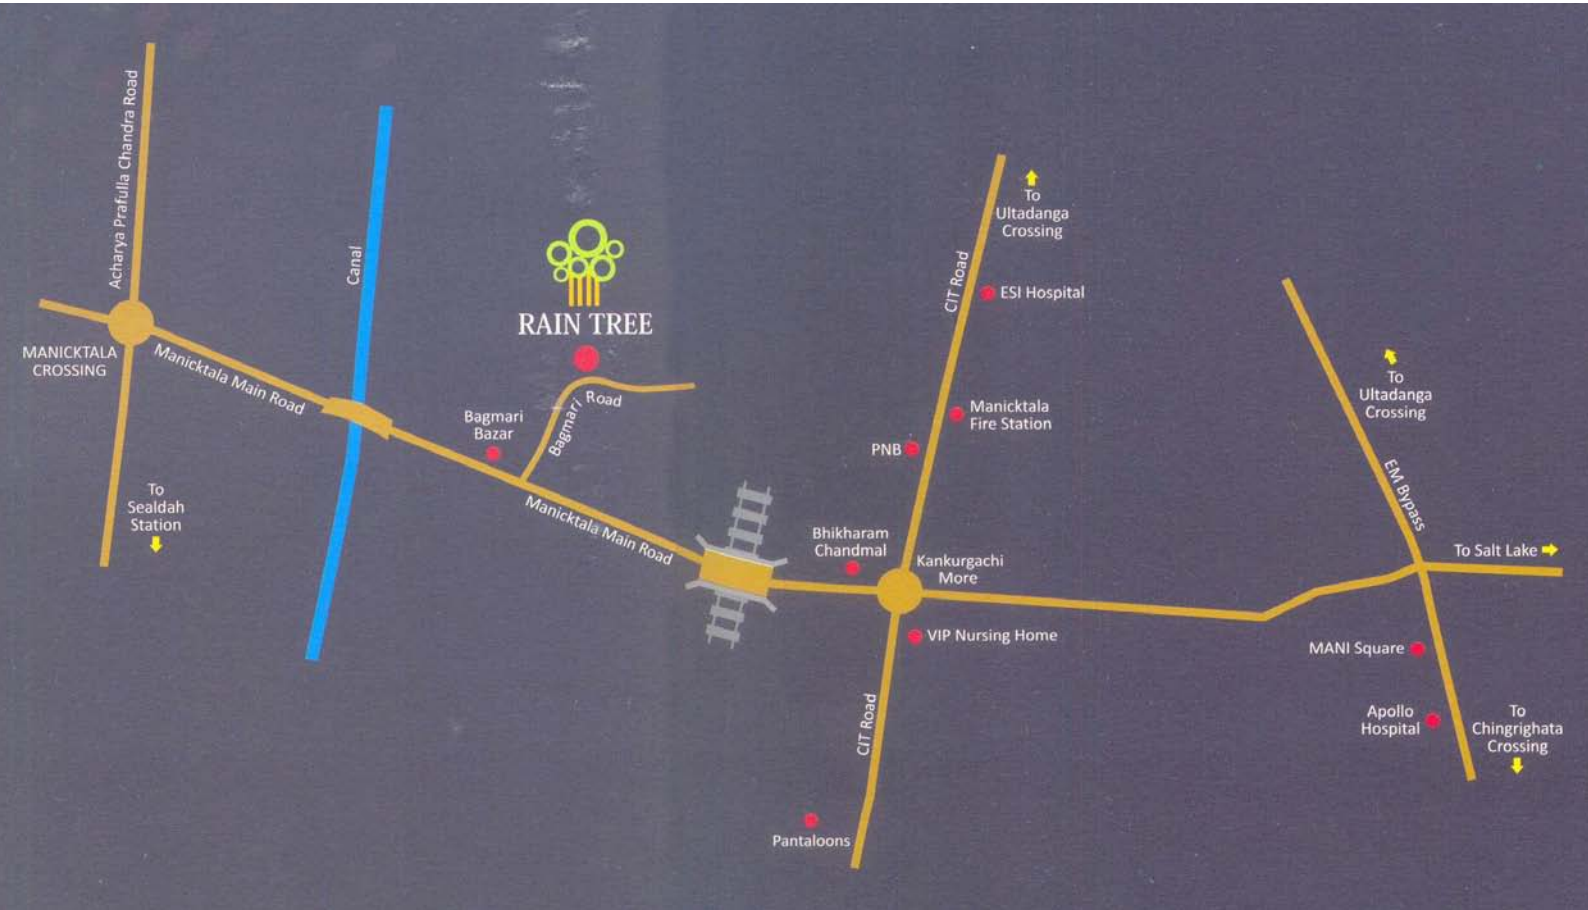 Acharya Prafulla Chandra Road
MANICKTALA
CROSSING
Manicktala Main Road
To
Sealdah
Station
Canal
RAIN TREE
Bagmari
Bazar
Bagmari
Road
Manicktala Main Road
To
Ultadanga
Crossing
CIT Road
ESI Hospital
Manicktala
Fire Station
PNB
Bhikharam
Chandmal
Kankurgachi
More
VIP Nursing Home
CIT Road
Pantaloons
To
Ultadanga
Crossing
EM Bypass
To Salt Lake
MANI Square
Apollo
Hospital
To
Chingrighata
Crossing